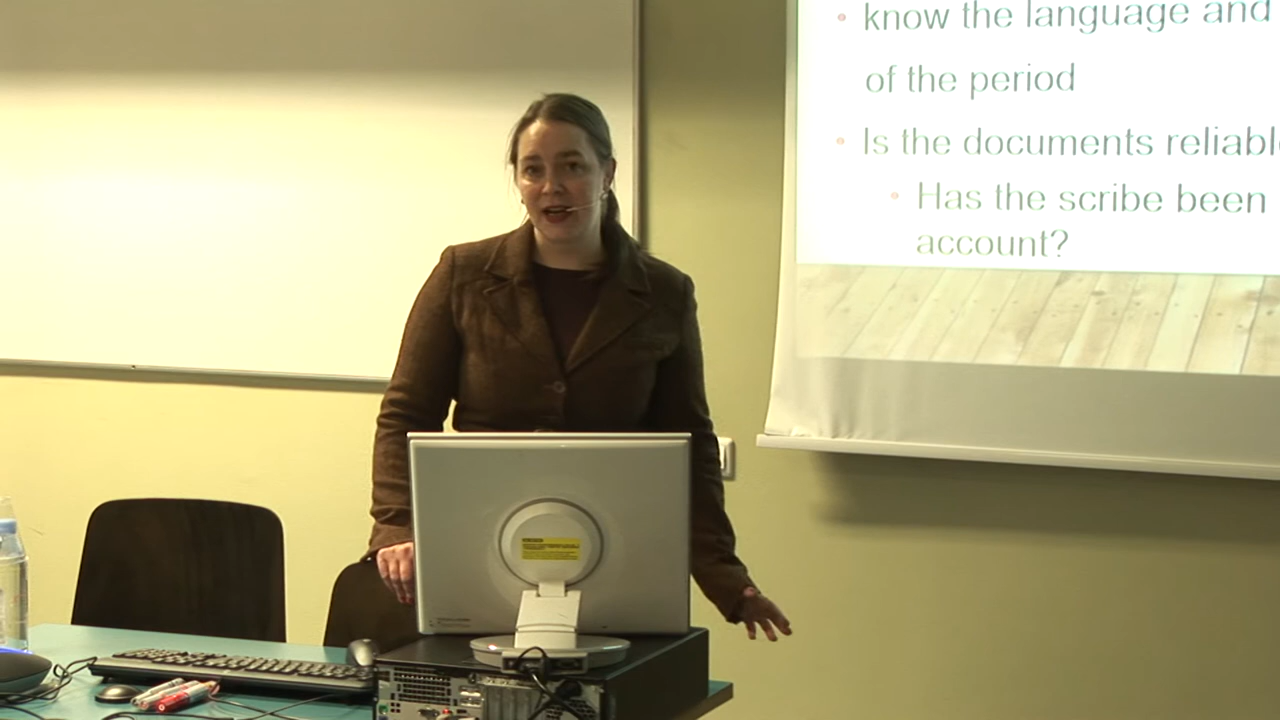 know the language and
of the period
Is the documents reliabl
Has the scribe been
account?